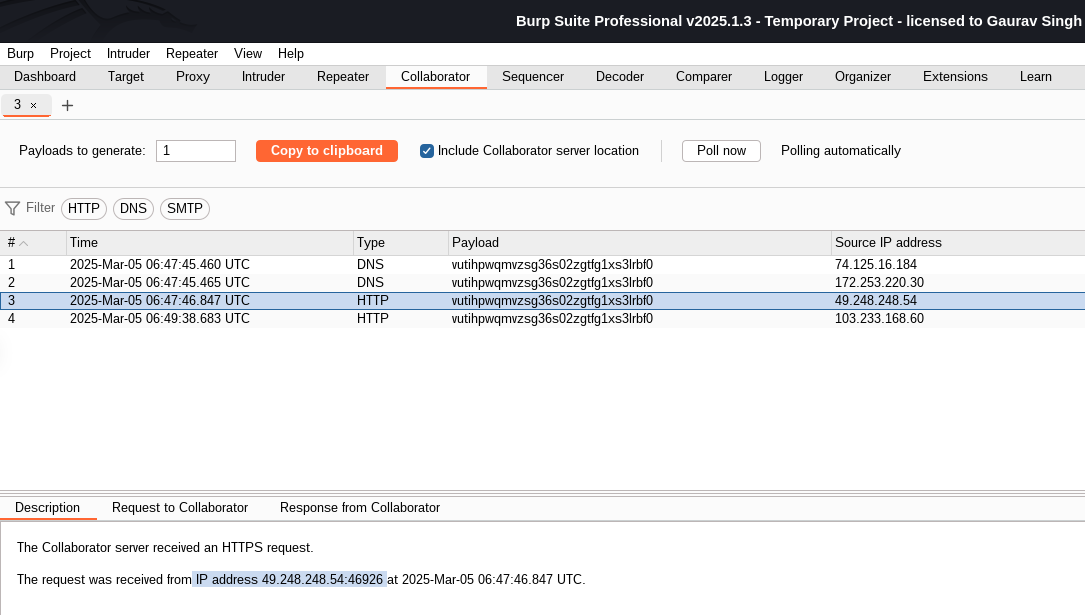 Burp Suite Professional v2025.1.3 - Temporary Project - licensed to Gaurav Singh
Burp Project Intruder Repeater View Help
Dashboard Target Proxy Intruder Repeater Collaborator Sequencer Decoder Comparer Logger Organizer Extensions Learn
3 × +
Payloads to generate: 1 Copy to clipboard Include Collaborator server location Poll now Polling automatically
Filter HTTP DNS SMTP
# Time Type Payload Source IP address
1 2025-Mar-05 06:47:45.460 UTC DNS vutihpwqmvzsg36s02zgtfg1xs3lrbf0 74.125.16.184
2 2025-Mar-05 06:47:45.465 UTC DNS vutihpwqmvzsg36s02zgtfg1xs3lrbf0 172.253.220.30
3 2025-Mar-05 06:47:46.847 UTC HTTP vutihpwqmvzsg36s02zgtfg1xs3lrbf0 49.248.248.54
4 2025-Mar-05 06:49:38.683 UTC HTTP vutihpwqmvzsg36s02zgtfg1xs3lrbf0 103.233.168.60
Description Request to Collaborator Response from Collaborator
The Collaborator server received an HTTPS request.
The request was received from IP address 49.248.248.54:46926 at 2025-Mar-05 06:47:46.847 UTC.